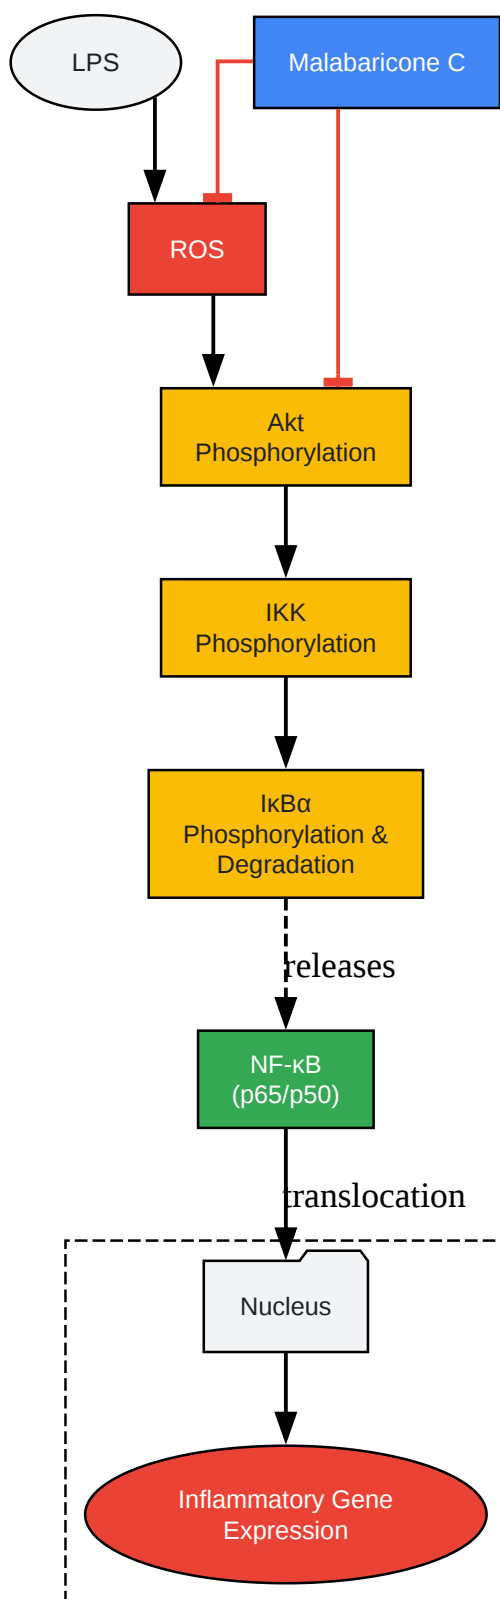 LPS
Malabaricone C
ROS
Akt
Phosphorylation
IKK
Phosphorylation
IκBα
Phosphorylation &
Degradation
releases
NF-κB
(p65/p50)
translocation
Nucleus
Inflammatory Gene
Expression